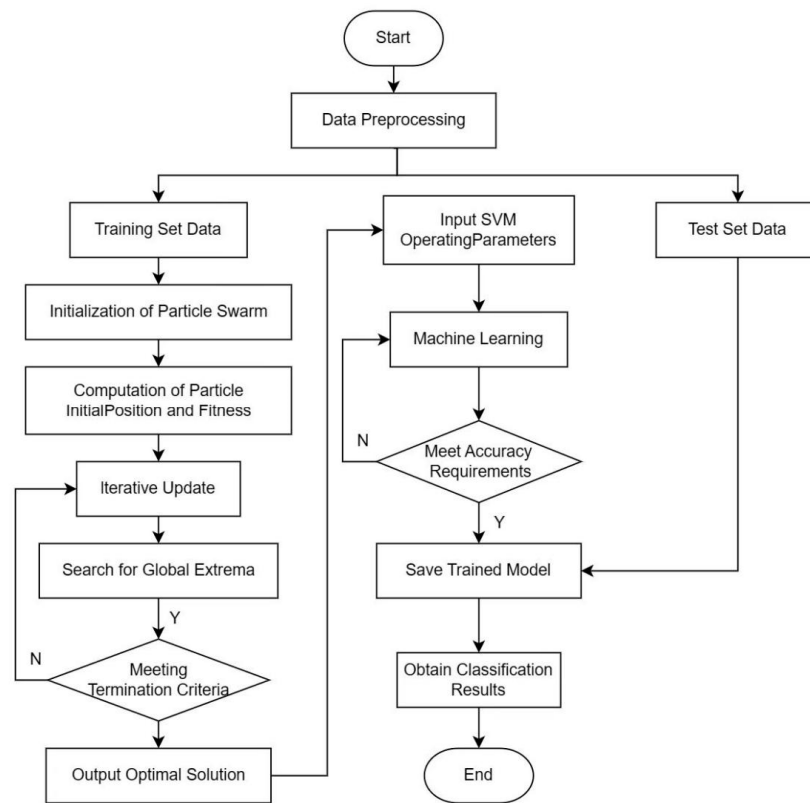 Start
Data Preprocessing
Training Set Data
Initialization of Particle Swarm
Computation of Particle
InitialPosition and Fitness
Iterative Update
Search for Global Extrema
Y
N
Meeting
Termination Criteria
Output Optimal Solution
Input SVM
OperatingParameters
Machine Learning
N
Meet Accuracy
Requirements
Y
Save Trained Model
Obtain Classification
Results
End
Test Set Data